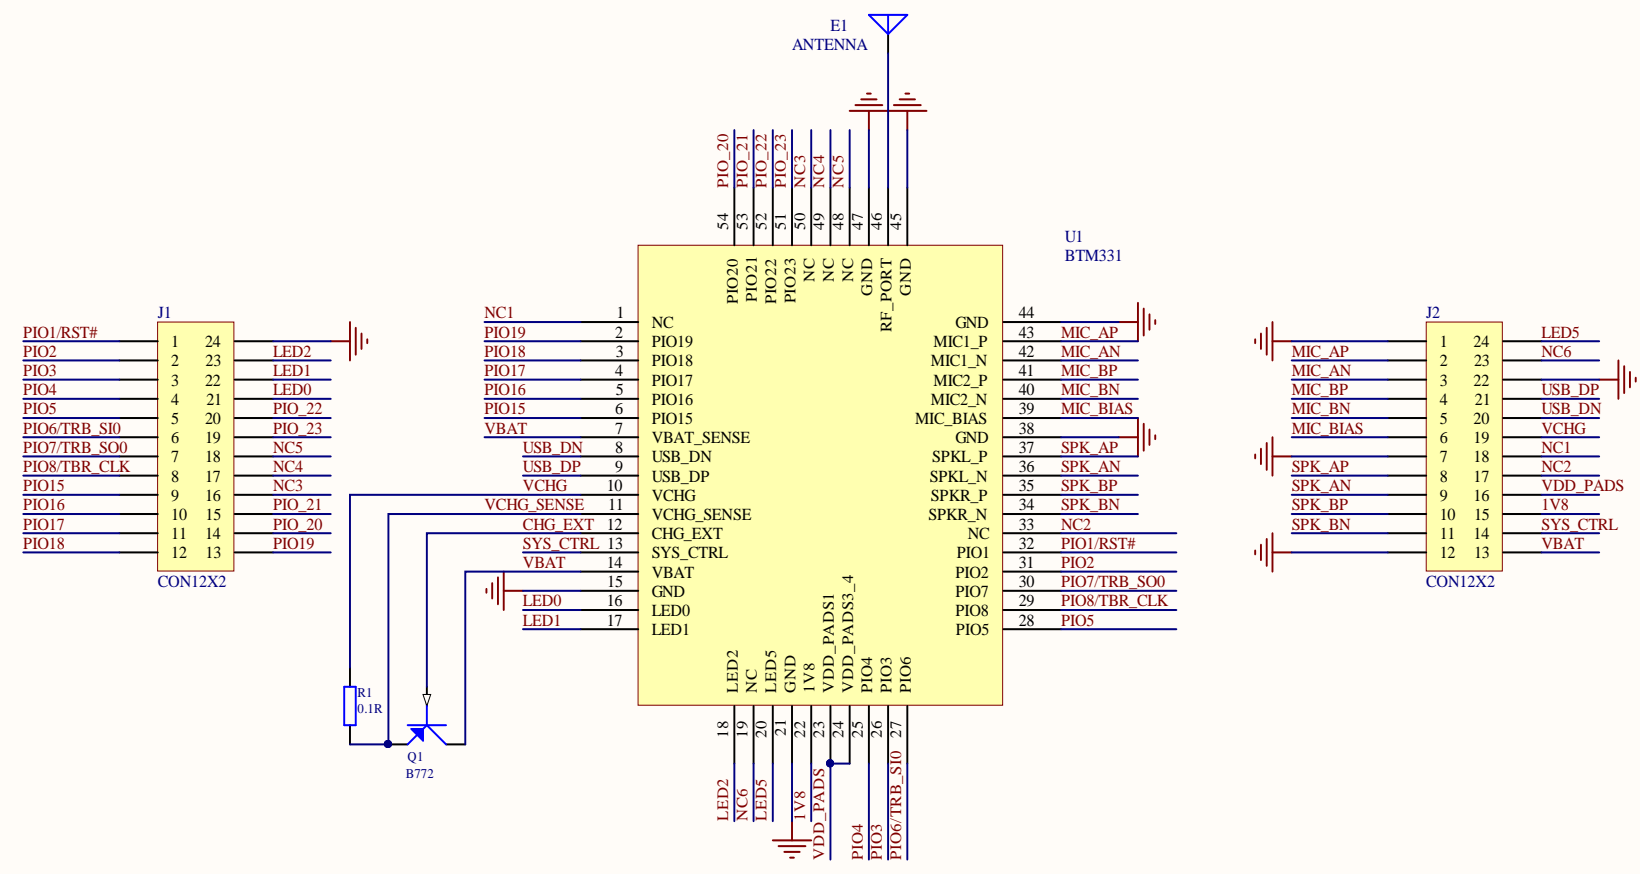 E1
ANTENNA
PIO_20
PIO_21
PIO_22
PIO_23
NC3
NC4
NC5
54
53
52
51
50
49
48
47
46
45
U1
BTM331
PIO20
PIO21
PIO22
PIO23
NC
NC
NC
GND
RF_PORT
GND
J1
PIO1/RST# 1 24
PIO2 2 23 LED2
PIO3 3 22 LED1
PIO4 4 21 LED0
PIO5 5 20 PIO_22
PIO6/TRB_SI0 6 19 PIO_23
PIO7/TRB_SO0 7 18 NC5
PIO8/TBR_CLK 8 17 NC4
PIO15 9 16 NC3
PIO16 10 15 PIO_21
PIO17 11 14 PIO_20
PIO18 12 13 PIO19
CON12X2
NC1 1 NC
PIO19 2 PIO19
PIO18 3 PIO18
PIO17 4 PIO17
PIO16 5 PIO16
PIO15 6 PIO15
VBAT 7 VBAT_SENSE
USB_DN 8 USB_DN
USB_DP 9 USB_DP
VCHG 10 VCHG
VCHG_SENSE 11 VCHG_SENSE
CHG_EXT 12 CHG_EXT
SYS_CTRL 13 SYS_CTRL
VBAT 14 VBAT
15 GND
LED0 16 LED0
LED1 17 LED1
GND 44
MIC1_P 43 MIC_AP
MIC1_N 42 MIC_AN
MIC2_P 41 MIC_BP
MIC2_N 40 MIC_BN
MIC_BIAS 39 MIC_BIAS
GND 38
SPKL_P 37 SPK_AP
SPKL_N 36 SPK_AN
SPKR_P 35 SPK_BP
SPKR_N 34 SPK_BN
NC 33 NC2
PIO1 32 PIO1/RST#
PIO2 31 PIO2
PIO7 30 PIO7/TRB_SO0
PIO8 29 PIO8/TBR_CLK
PIO5 28 PIO5
J2
1 24 LED5
MIC_AP 2 23 NC6
MIC_AN 3 22
MIC_BP 4 21 USB_DP
MIC_BN 5 20 USB_DN
MIC_BIAS 6 19 VCHG
7 18 NC1
SPK_AP 8 17 NC2
SPK_AN 9 16 VDD_PADS
SPK_BP 10 15 1V8
SPK_BN 11 14 SYS_CTRL
12 13 VBAT
CON12X2
LED2
NC
LED5
GND
1V8
VDD_PADS1
VDD_PADS3_4
PIO4
PIO3
PIO6
R1
0.1R
Q1
B772
18
19
20
21
22
23
24
25
26
27
LED2
NC6
LED5
1V8
VDD_PADS
PIO4
PIO3
PIO6/TRB_SI0